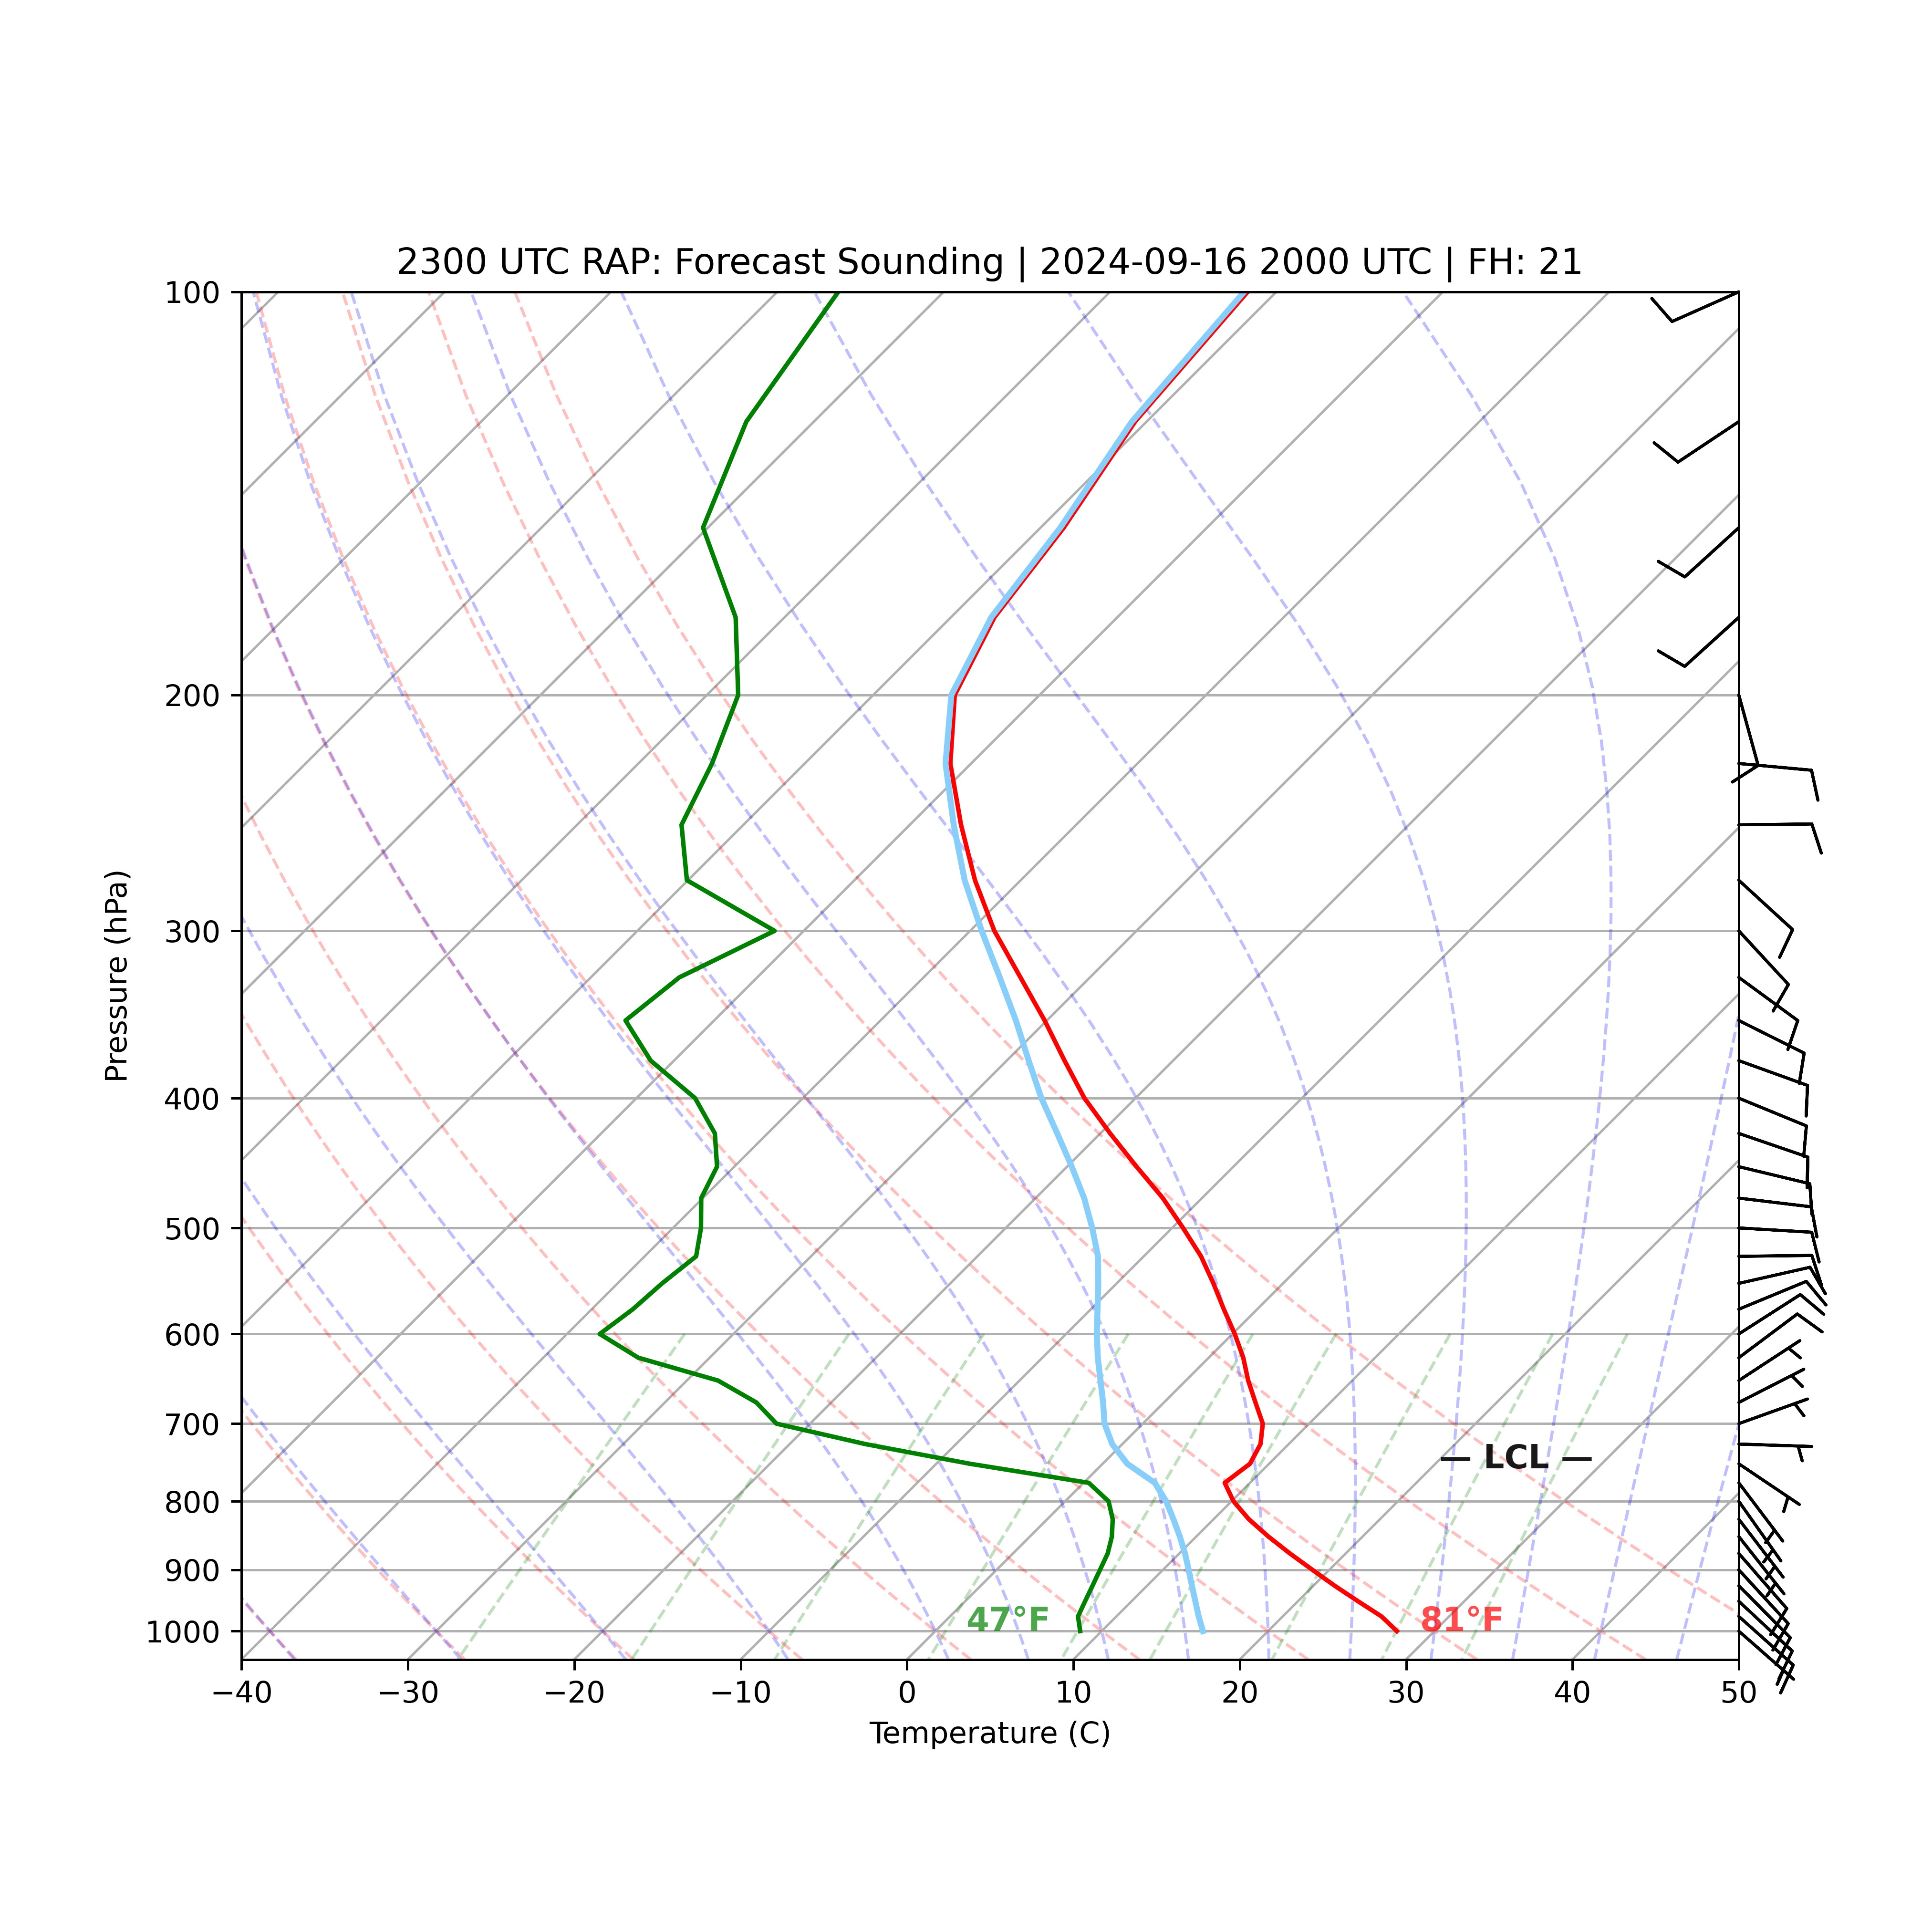 2300 UTC RAP: Forecast Sounding | 2024-09-16 2000 UTC | FH: 21
100
200
300
400
500
600
700
800
900
1000
Pressure (hPa)
— LCL —
47°F
81°F
−40 −30 −20 −10 0 10 20 30 40 50
Temperature (C)